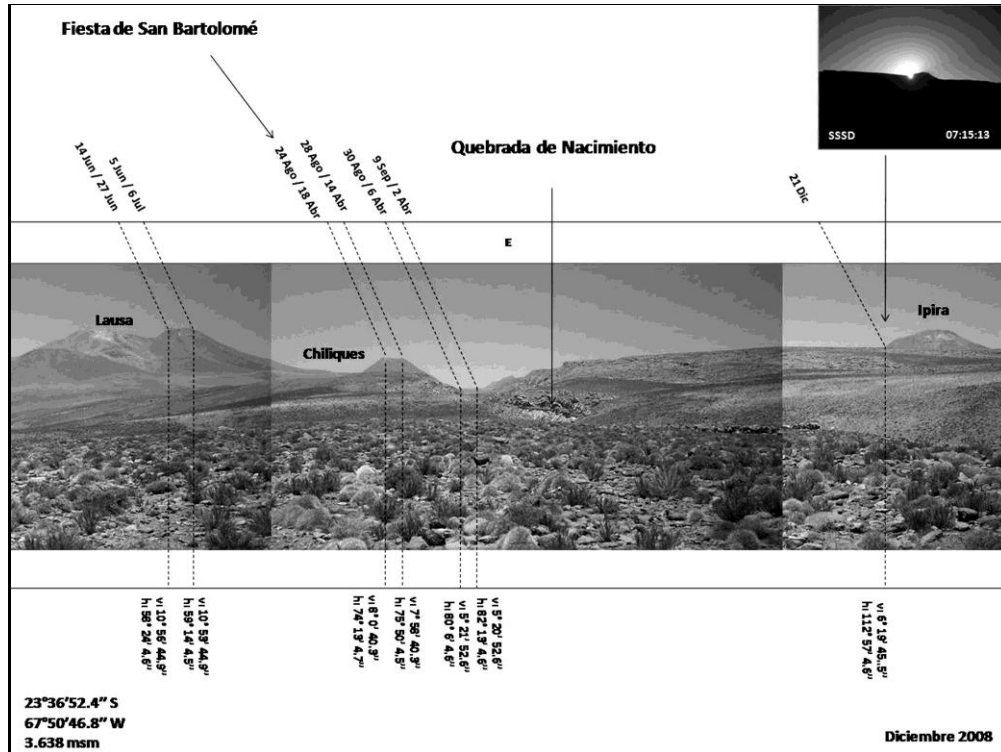 Fiesta de San Bartolomé
SSSD 07:15:13
Quebrada de Nacimiento
14 Jun / 27 Jun
5 Jun / 6 Jul
24 Ago / 18 Abr
28 Ago / 14 Abr
30 Ago / 6 Abr
9 Sep / 2 Abr
21 Dic
E
Lausa
Chiliques
Ipira
v| 10° 56' 44.9"
h| 58° 24' 4.6"
v| 10° 53' 44.9"
h| 59° 14' 4.5"
v| 8° 0' 40.3"
h| 74° 13' 4.7"
v| 7° 58' 40.3"
h| 75° 50' 4.5"
v| 5° 21' 52.6"
h| 80° 6' 4.6"
v| 5° 20' 52.6"
h| 82° 13' 4.6"
v| 6° 19' 45..5"
h| 112° 57' 4.6"
23°36'52.4” S
67°50'46.8” W
3.638 msm
Diciembre 2008